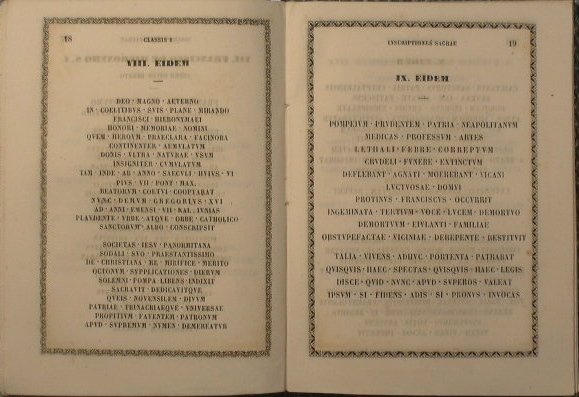 18 CLASSIS I
VIII. EIDEM
DEO · MAGNO · AETERNO
IN · COELITIBVS · SVIS · PLANE · MIRANDO
FRANCISCI · HIERONYMAEI
HONORI · MEMORIAE · NOMINI
QVEM · HEROVM · PRAECLARA · FACINORA
CONTINENTER · AEMVLATVM
DONIS · VLTRA · NATVRAE · VSVM
INSIGNITER · CVMVLATVM
TAM · INDE · AB · ANNO · SAECVLI · HVIVS · VI
PIVS · VII · PONT · MAX.
BEATORVM · COETVI · COOPTARAT
NVNC · DEMVM · GREGORIVS · XVI
AD · ANNI · EMENSI · VII · KAL. IVNIAS
PLAVDENTE · VRBE · ATQVE · ORBE · CATHOLICO
SANCTORVM · ALBO · CONSCRIPSIT
SOCIETAS · IESV · PANORMITANA
SODALI · SVO · PRAESTANTISSIMO
DE · CHRISTIANA · RE · MIRIFICE · MERITO
OCTONVM · SVPPLICATIONES · DIERVM
SOLEMNI · POMPA · LIBENS · INDIXIT
SACRAVIT · DEDICAVITQVE
QVEIS · NOVENSILEM · DIVVM
PATRIAE · TRINACRIAEQVE · VNIVERSAE
PROPITIVM · FAVENTEM · PATRONVM
APVD · SVPREMVM · NVMEN · DEMEREATVR
INSCRIPTIONES SACRAE 19
IX. EIDEM
POMPEIVM · PRVDENTEM · PATRIA · NEAPOLITANVM
MEDICAS · PROFESSVM · ARTES
LETHALI · FEBRE · CORREPTVM
CRVDELI · FVNERE · EXTINCTVM
DEFLERANT · AGNATI · MOERERANT · VICANI
LVCTVOSAE · DOMVI
PROTINVS · FRANCISCVS · OCCVRRIT
INGEMINATA · TERTIVM · VOCE · LVCEM · DEMORTVO
DEMORTVVM · EIVLANTI · FAMILIAE
OBSTVPEFACTAE · VICINIAE · DEREPENTE · RESTITVIT
TALIA · VIVENS · ADHVC · PORTENTA · PATRABAT
QVISQVIS · HAEC · SPECTAS · QVISQVIS · HAEC · LEGIS
DISCE · QVID · NVNC · APVD · SVPEROS · VALEAT
IPSVM · SI · FIDENS · ADIS · SI · PRONVS · INVOCAS